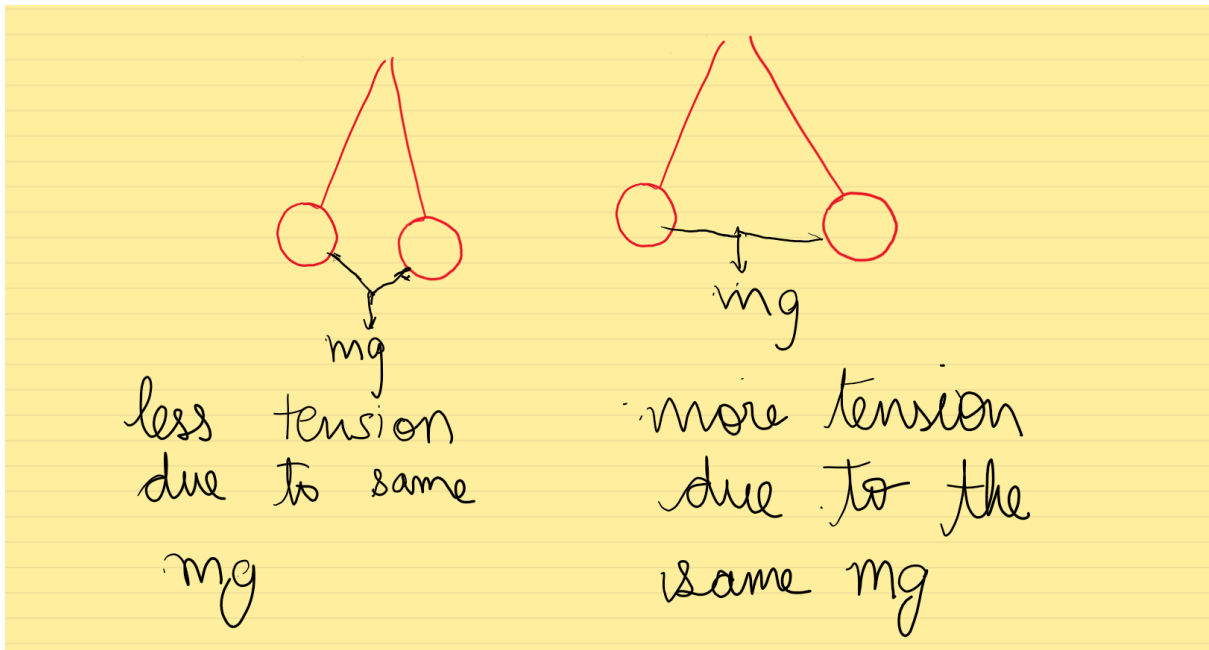 mg
mg
less tension
due to same
mg
more tension
due to the
same mg